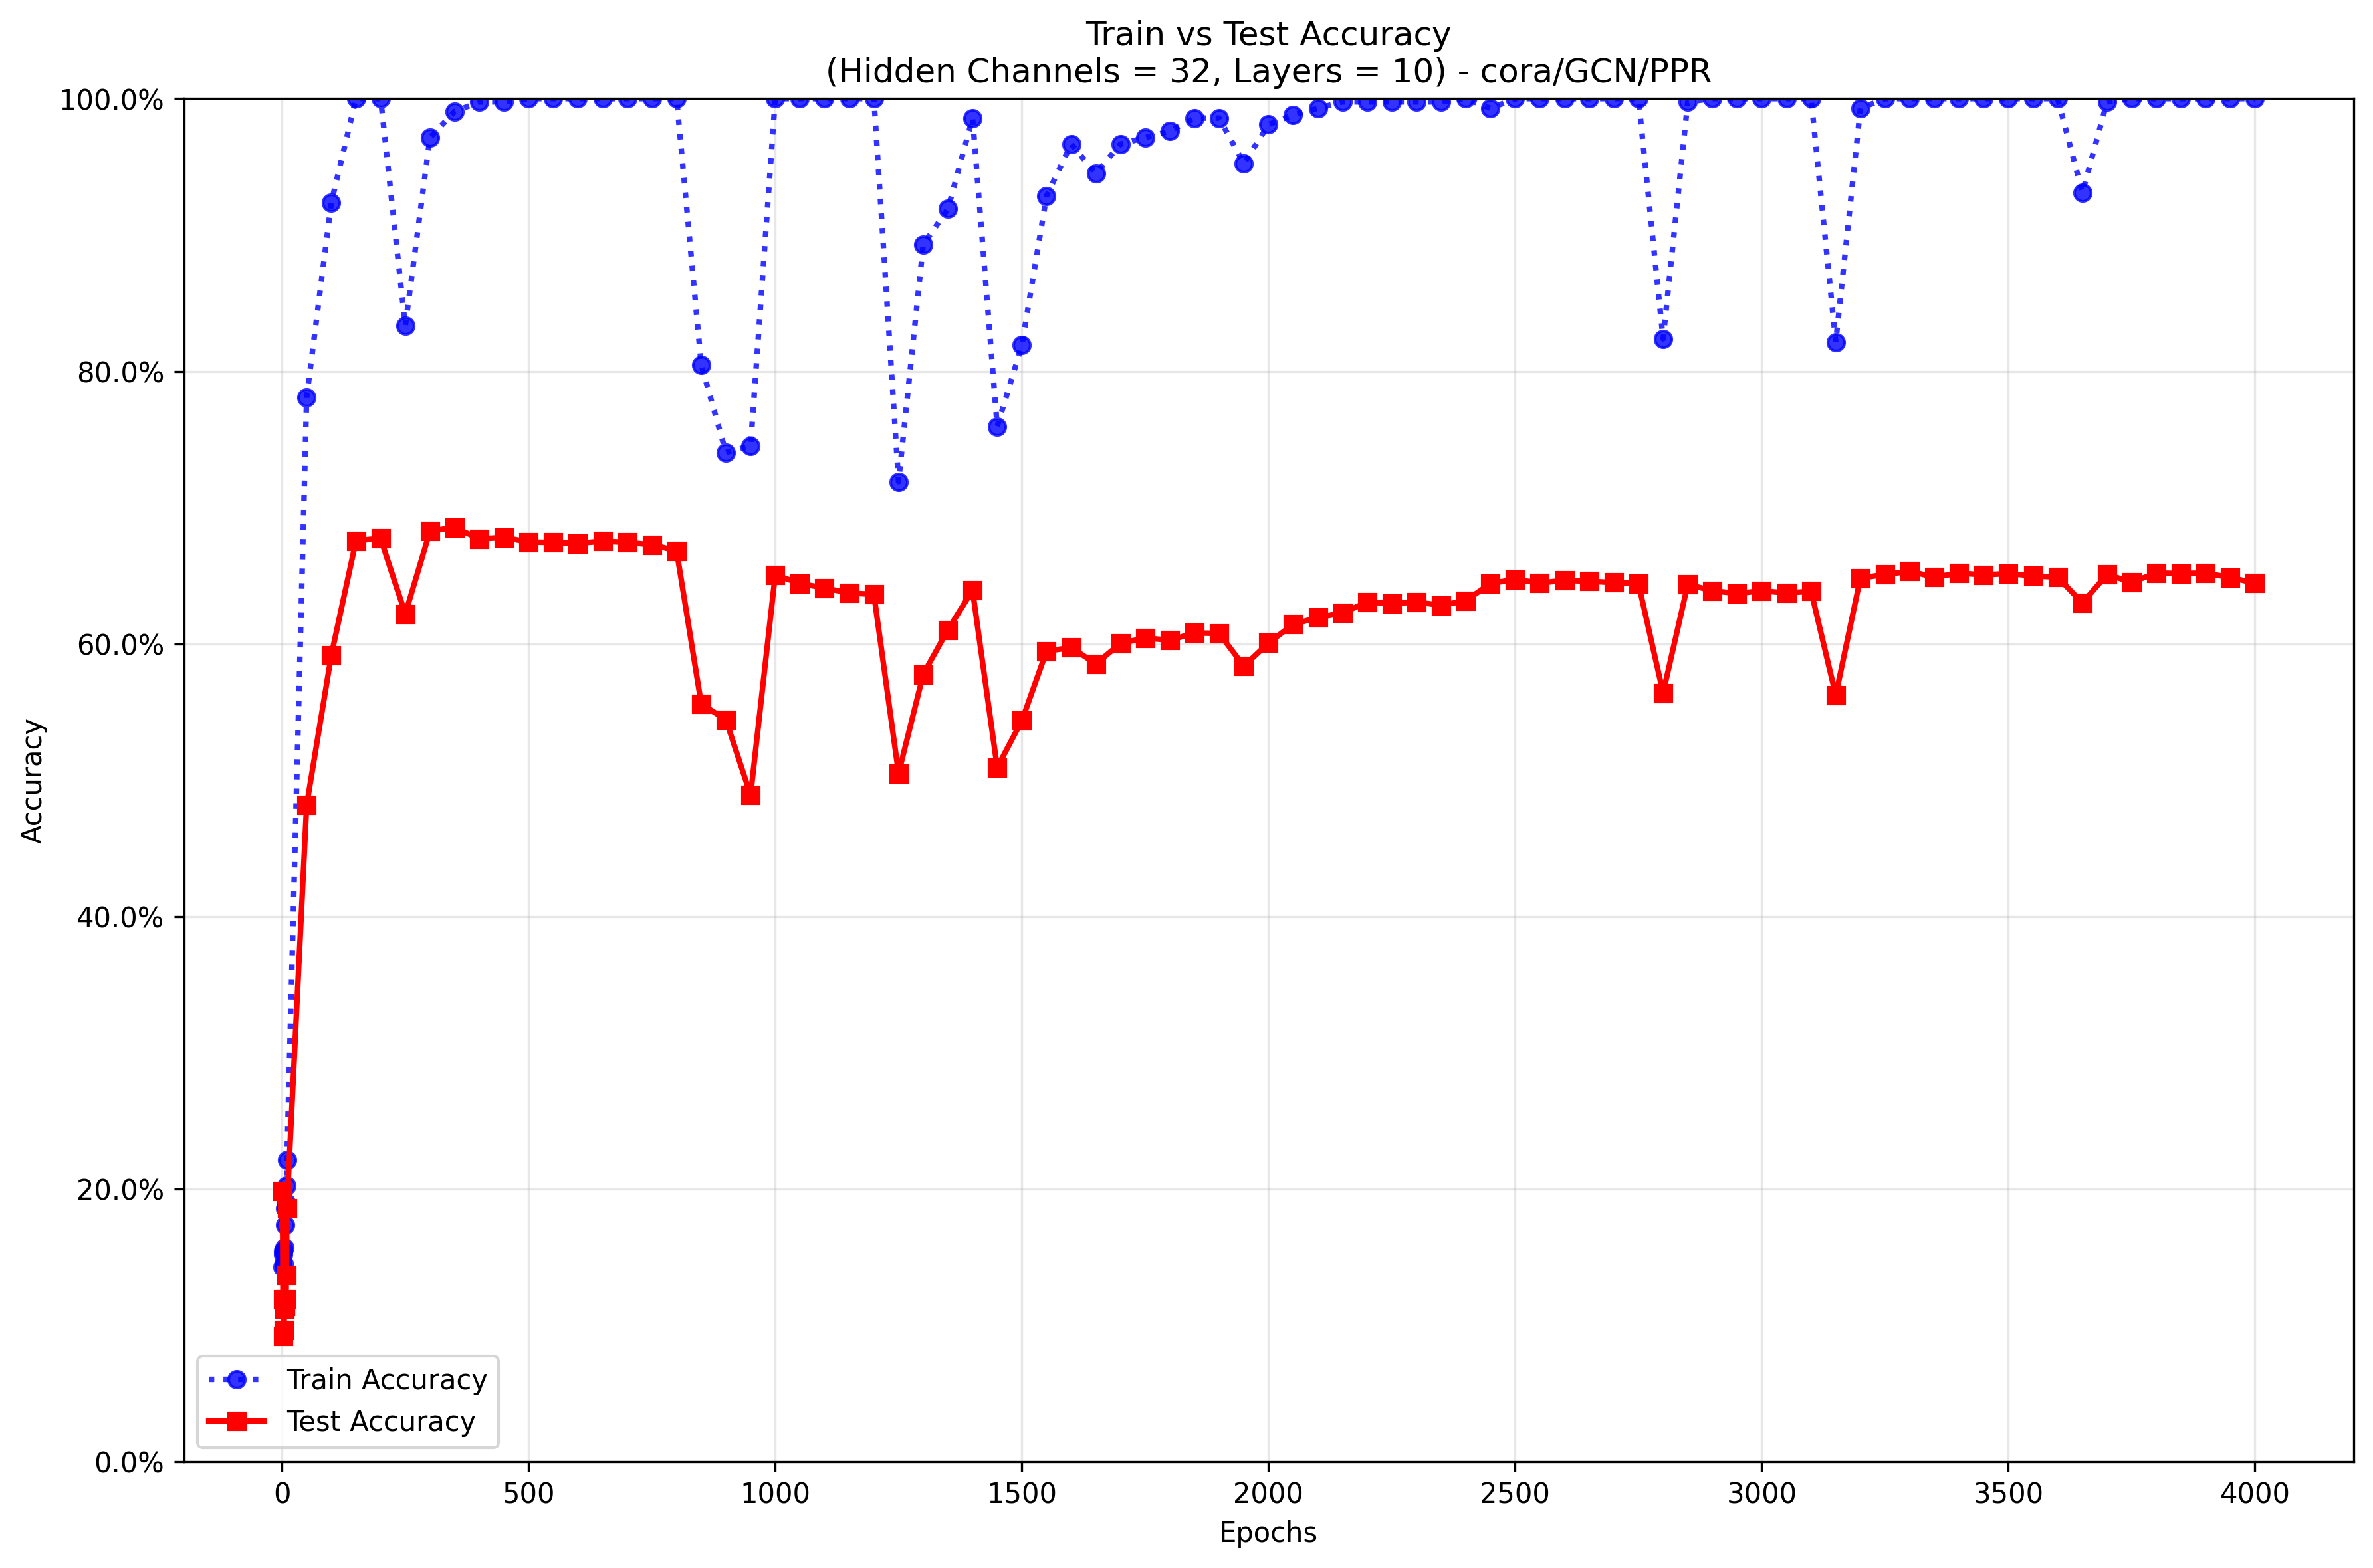 Train vs Test Accuracy
(Hidden Channels = 32, Layers = 10) - cora/GCN/PPR
100.0%
80.0%
60.0%
40.0%
20.0%
0.0%
Accuracy
Train Accuracy
Test Accuracy
0
500
1000
1500
2000
2500
3000
3500
4000
Epochs